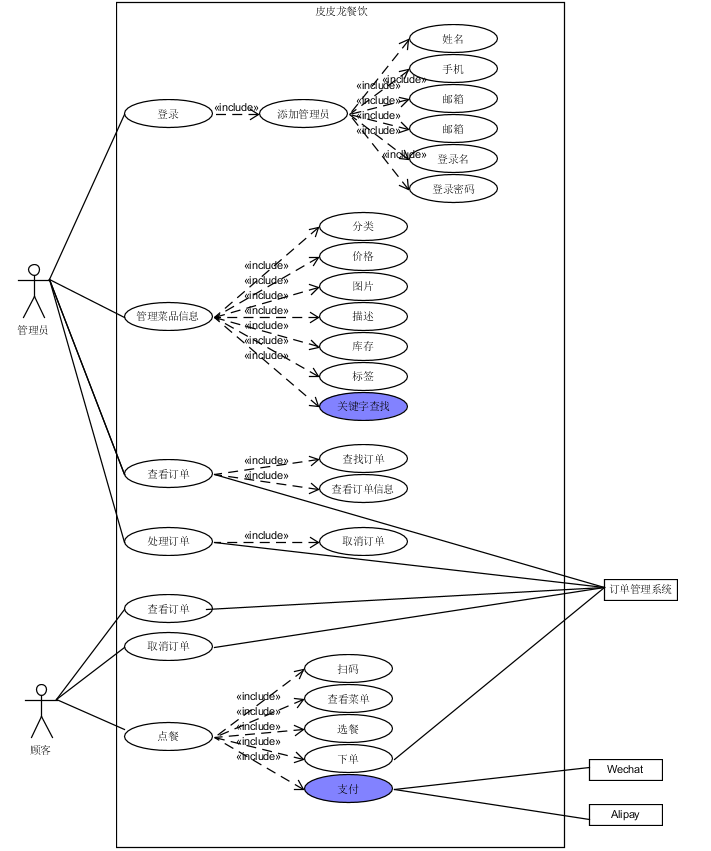 皮皮龙餐饮
姓名
手机
邮箱
邮箱
登录名
登录密码
登录
«include»
添加管理员
«include»
«include»
«include»
«include»
«include»
«include»
分类
价格
图片
描述
库存
标签
关键字查找
管理菜品信息
«include»
«include»
«include»
«include»
«include»
«include»
«include»
管理员
查看订单
«include»
«include»
查找订单
查看订单信息
处理订单
«include»
取消订单
订单管理系统
查看订单
取消订单
顾客
点餐
«include»
«include»
«include»
«include»
«include»
扫码
查看菜单
选餐
下单
支付
Wechat
Alipay